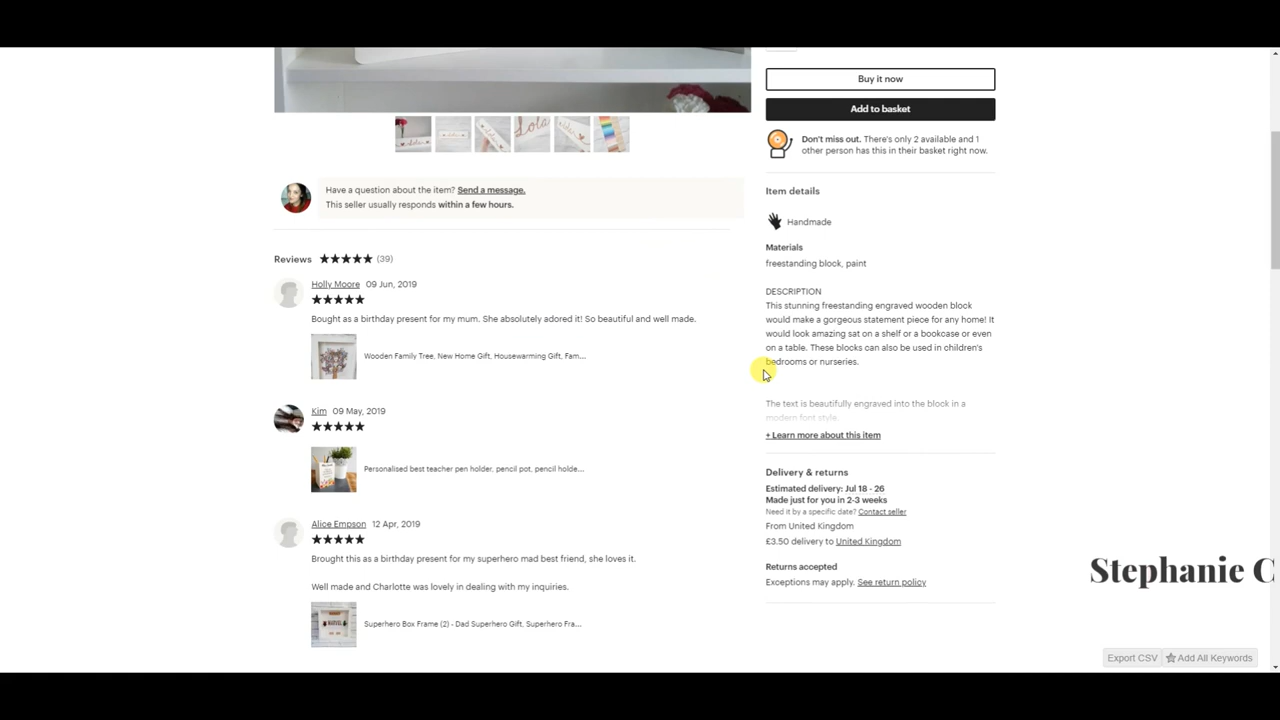 Buy it now
Add to basket
Don't miss out. There's only 2 available and 1
other person has this in their basket right now.
Have a question about the item? Send a message.
This seller usually responds within a few hours.
Item details
Handmade
Materials
freestanding block, paint
DESCRIPTION
This stunning freestanding engraved wooden block
would make a gorgeous statement piece for any home! It
would look amazing sat on a shelf or a bookcase or even
on a table. These blocks can also be used in children's
bedrooms or nurseries.
The text is beautifully engraved into the block in a
modern font style.
+ Learn more about this item
Delivery & returns
Estimated delivery: Jul 18 - 26
Made just for you in 2-3 weeks
Need it by a specific date? Contact seller
From United Kingdom
£3.50 delivery to United Kingdom
Returns accepted
Exceptions may apply. See return policy
Reviews ★★★★★ (39)
Holly Moore 09 Jun, 2019
★★★★★
Bought as a birthday present for my mum. She absolutely adored it! So beautiful and well made.
Wooden Family Tree, New Home Gift, Housewarming Gift, Fam...
Kim 09 May, 2019
★★★★★
Personalised best teacher pen holder. pencil pot, pencil holde...
Alice Empson 12 Apr, 2019
★★★★★
Brought this as a birthday present for my superhero mad best friend, she loves it.
Well made and Charlotte was lovely in dealing with my inquiries.
Superhero Box Frame (2) - Dad Superhero Gift, Superhero Fra...
Lola
MARVEL
Stephanie C
Export CSV
Add All Keywords